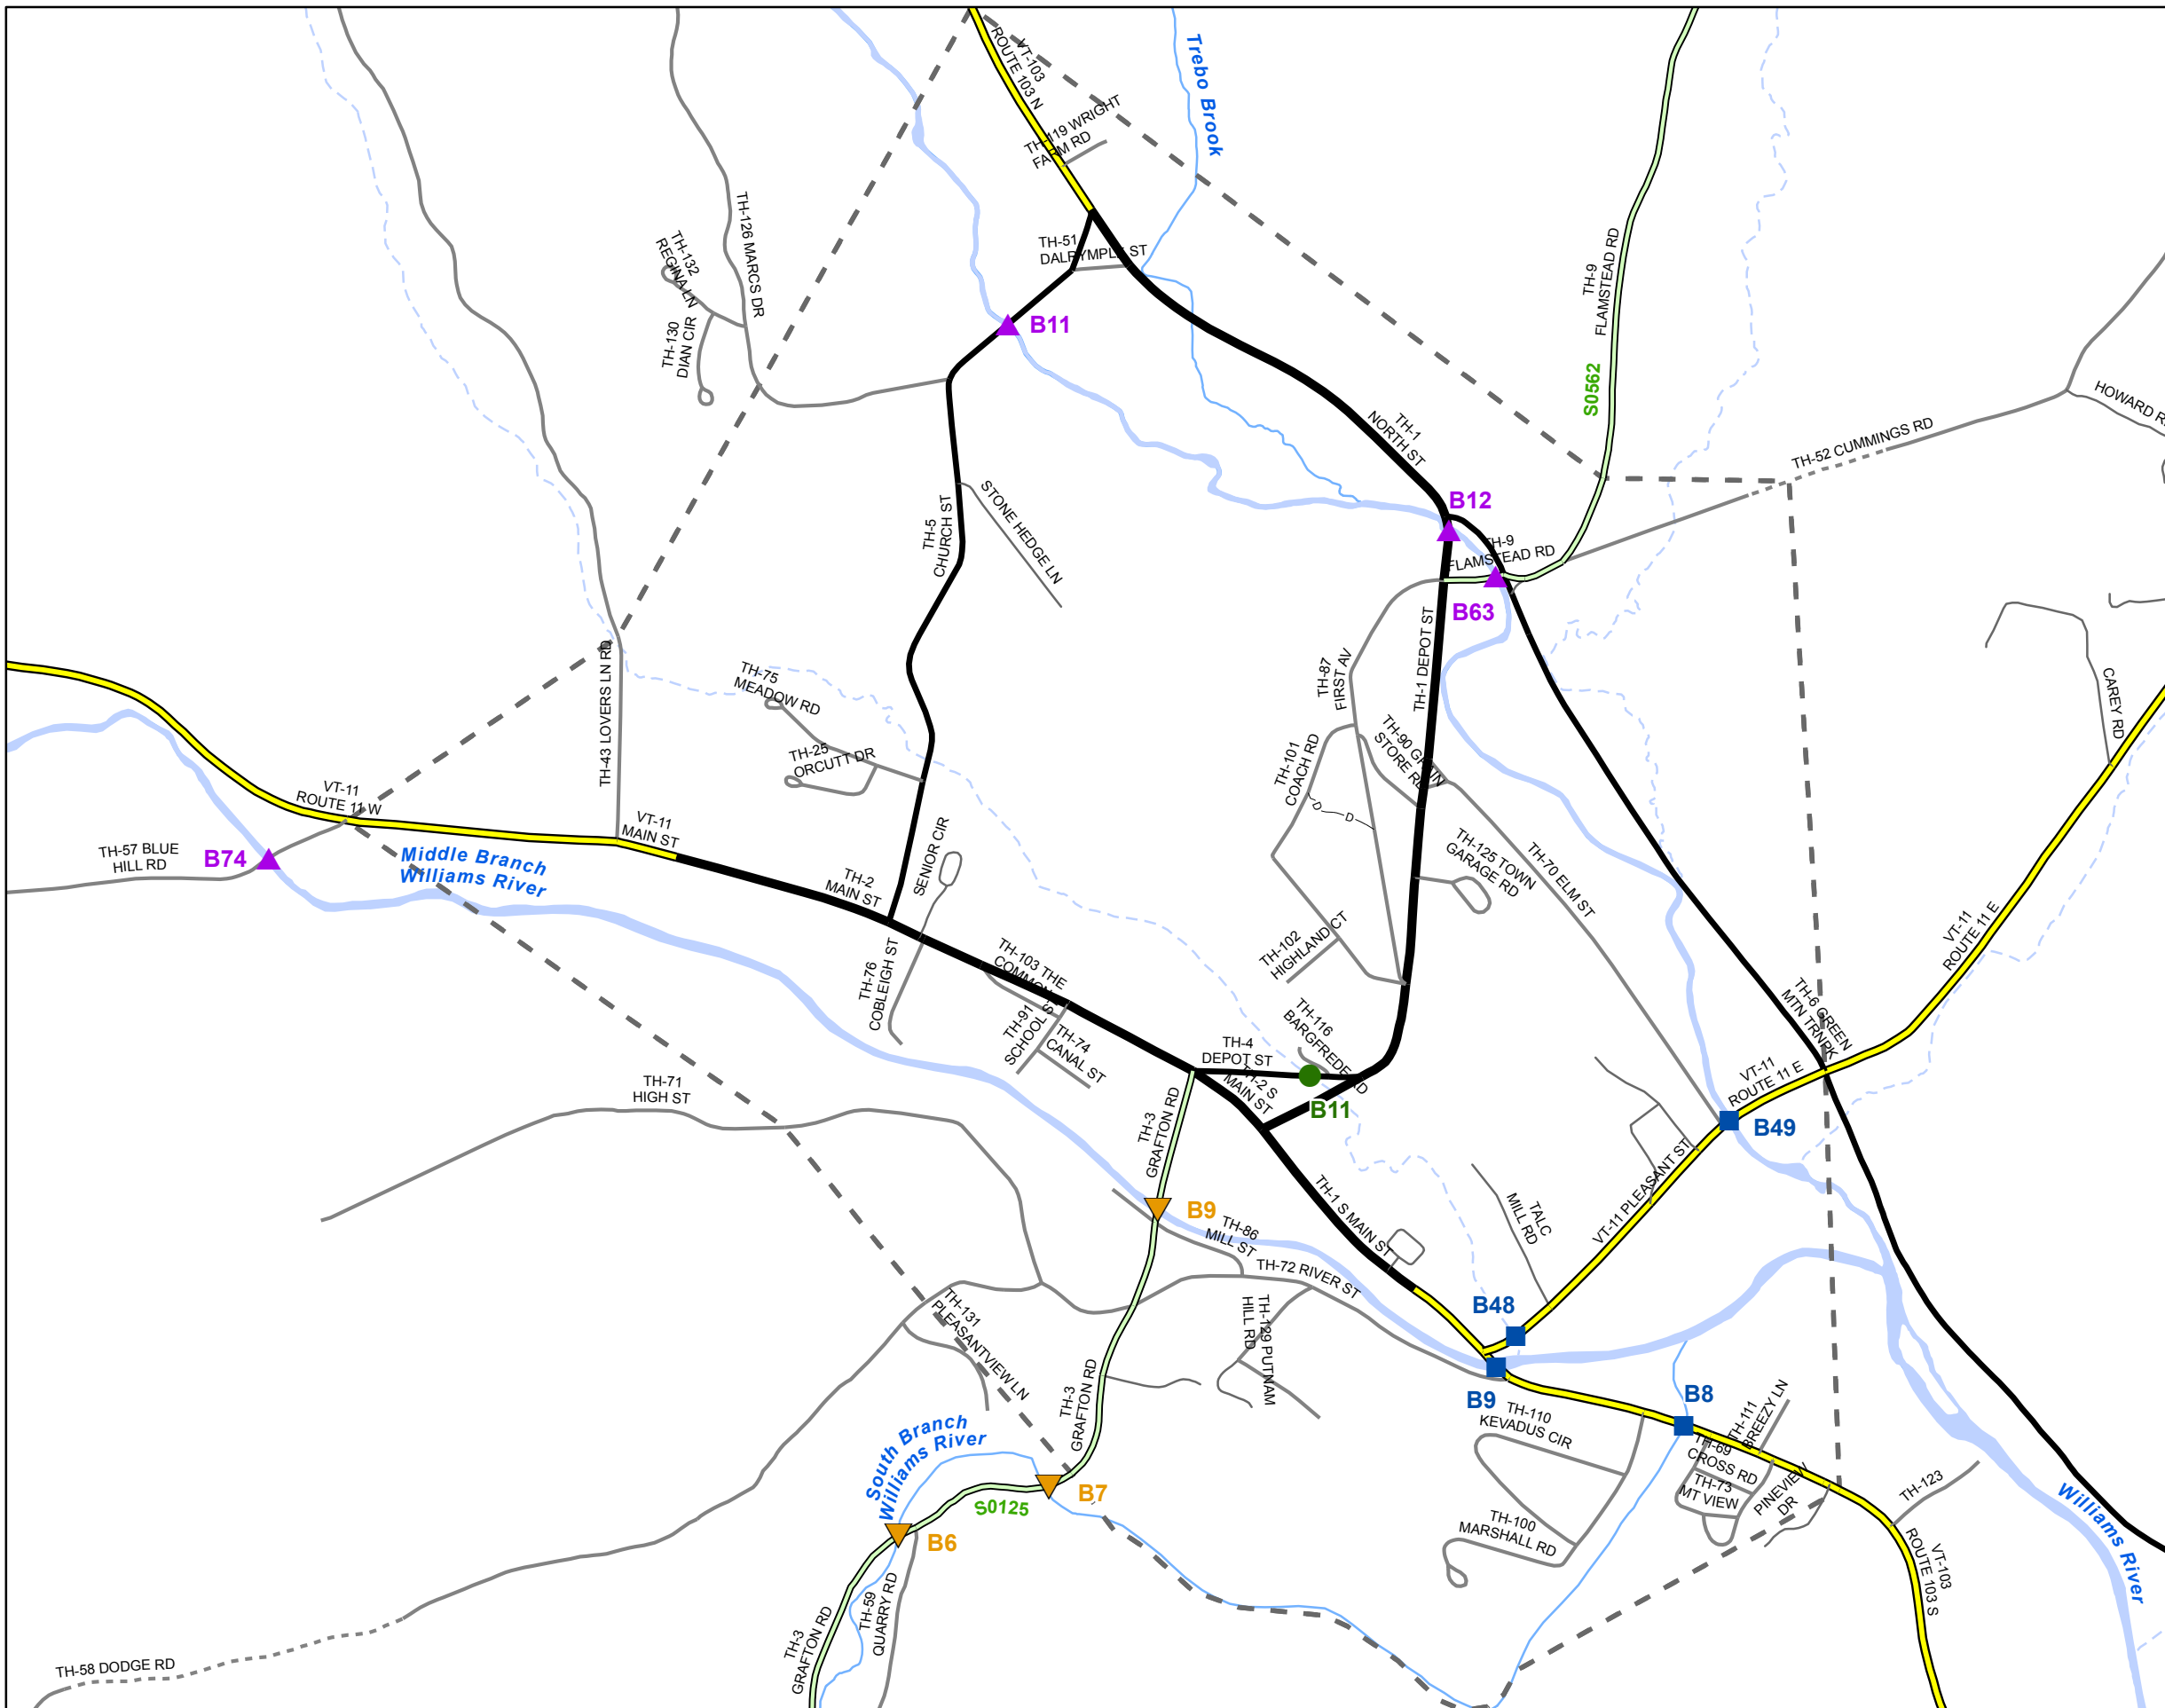 VT-103
ROUTE 103 N
Trebo Brook
TH-119 WRIGHT
FARM RD
TH-126 MARCS DR
TH-132
REGINA LN
TH-130
DIAN CIR
TH-51
DALRYMPLE ST
B11
TH-9
FLAMSTEAD RD
S0562
TH-1
NORTH ST
HOWARD R
TH-52 CUMMINGS RD
B12
TH-9
FLAMSTEAD RD
B63
STONE HEDGE LN
TH-5
CHURCH ST
TH-43 LOVERS LN RD
TH-75
MEADOW RD
TH-25
ORCUTT DR
TH-87
FIRST AV
TH-1 DEPOT ST
TH-90 GRAIN
STORE RD
TH-101
COACH RD
D
D
CAREY RD
VT-11
ROUTE 11 W
VT-11
MAIN ST
TH-57 BLUE
HILL RD
B74
Middle Branch
Williams River
TH-2
MAIN ST
SENIOR CIR
TH-76
COBLEIGH ST
TH-125 TOWN
GARAGE RD
TH-70 ELM ST
TH-102
HIGHLAND CT
VT-11
ROUTE 11 E
TH-103 THE
COMMON
TH-91
SCHOOL ST
TH-74
CANAL ST
TH-116
BARGFREDE RD
TH-4
DEPOT ST
TH-2 S
MAIN ST
B11
TH-6 GREEN
MTN TRNPK
VT-11
ROUTE 11 E
B49
TH-71
HIGH ST
TH-3
GRAFTON RD
B9
TH-86
MILL ST
TH-72 RIVER ST
TH-1 S MAIN ST
TALC
MILL RD
VT-11 PLEASANT ST
B48
TH-131
PLEASANTVIEW LN
TH-129 PUTNAM
HILL RD
TH-3
GRAFTON RD
B9
B8
TH-110
KEVADUS CIR
TH-111
BREEZY LN
TH-69
CROSS RD
TH-73
MT VIEW
PINEVIEW
DR
TH-123
South Branch
Williams River
B7
S0125
B6
TH-100
MARSHALL RD
VT-103
ROUTE 103 S
Williams River
TH-59
QUARRY RD
TH-3
GRAFTON RD
TH-58 DODGE RD